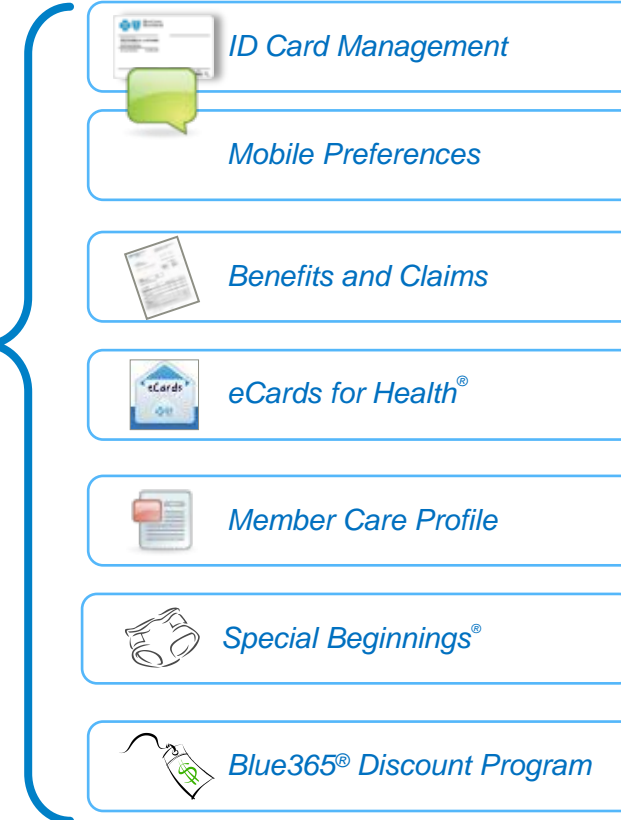 ID Card Management
Mobile Preferences
Benefits and Claims
eCards
eCards for Health®
Member Care Profile
Special Beginnings®
$
Blue365® Discount Program